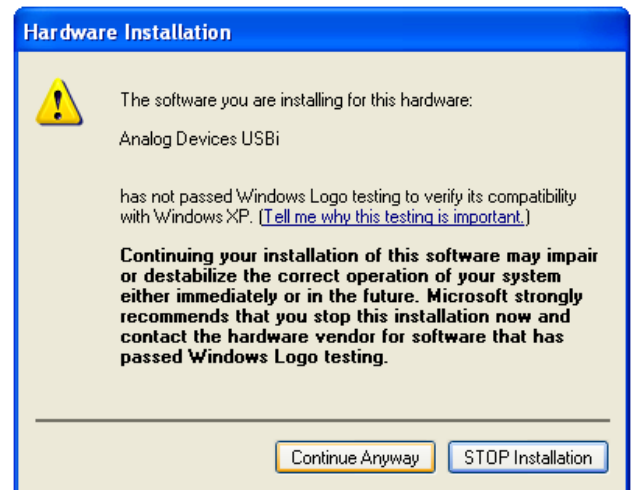 Hardware Installation
The software you are installing for this hardware:
Analog Devices USBi
has not passed Windows Logo testing to verify its compatibility
with Windows XP. (Tell me why this testing is important.)
Continuing your installation of this software may impair
or destabilize the correct operation of your system
either immediately or in the future. Microsoft strongly
recommends that you stop this installation now and
contact the hardware vendor for software that has
passed Windows Logo testing.
Continue Anyway
STOP Installation